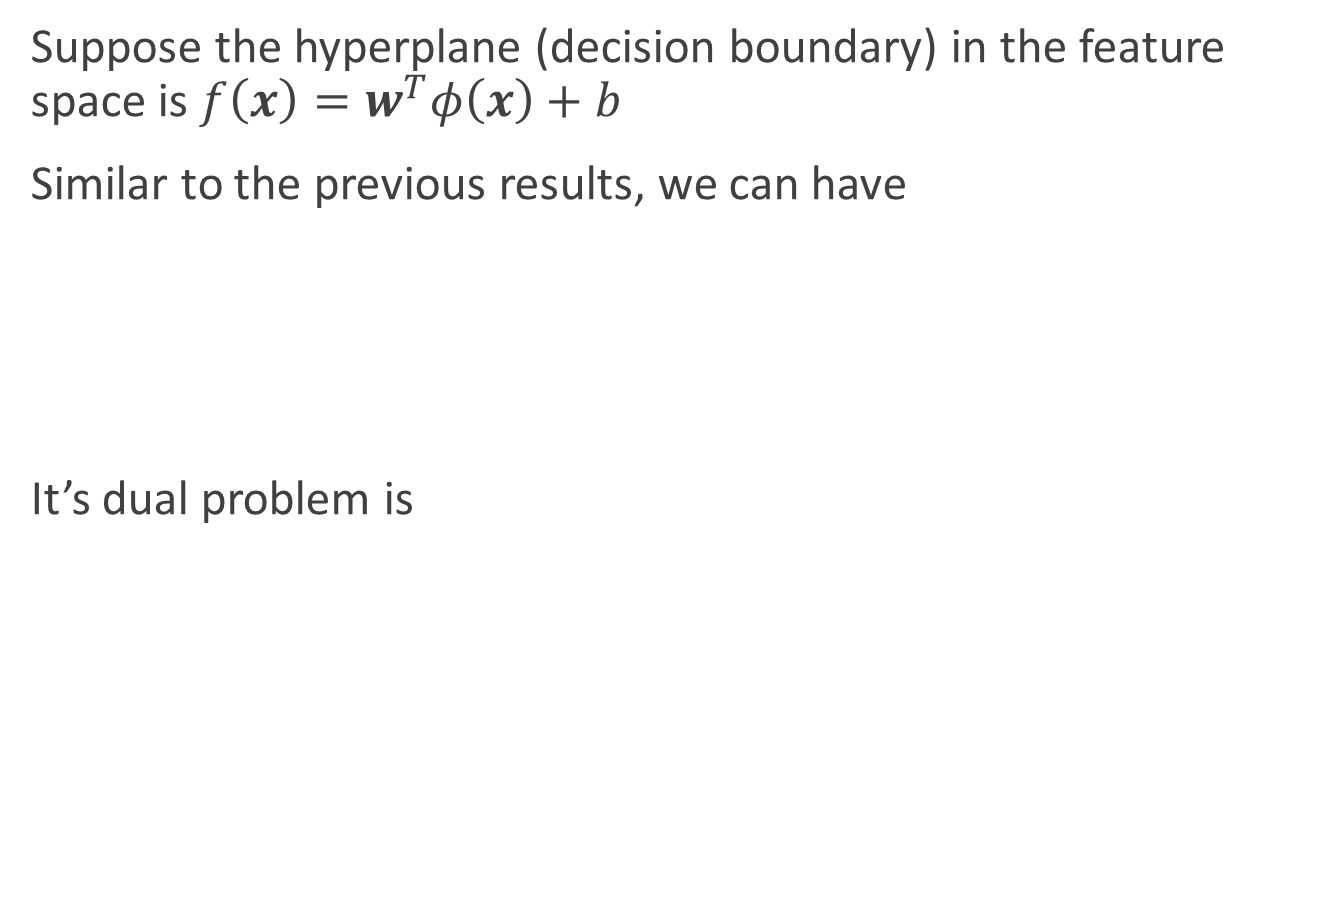 Suppose the hyperplane (decision boundary) in the feature
space is 𝑓(𝒙) = 𝒘ᵀ𝜙(𝒙) + 𝑏
Similar to the previous results, we can have
It’s dual problem is